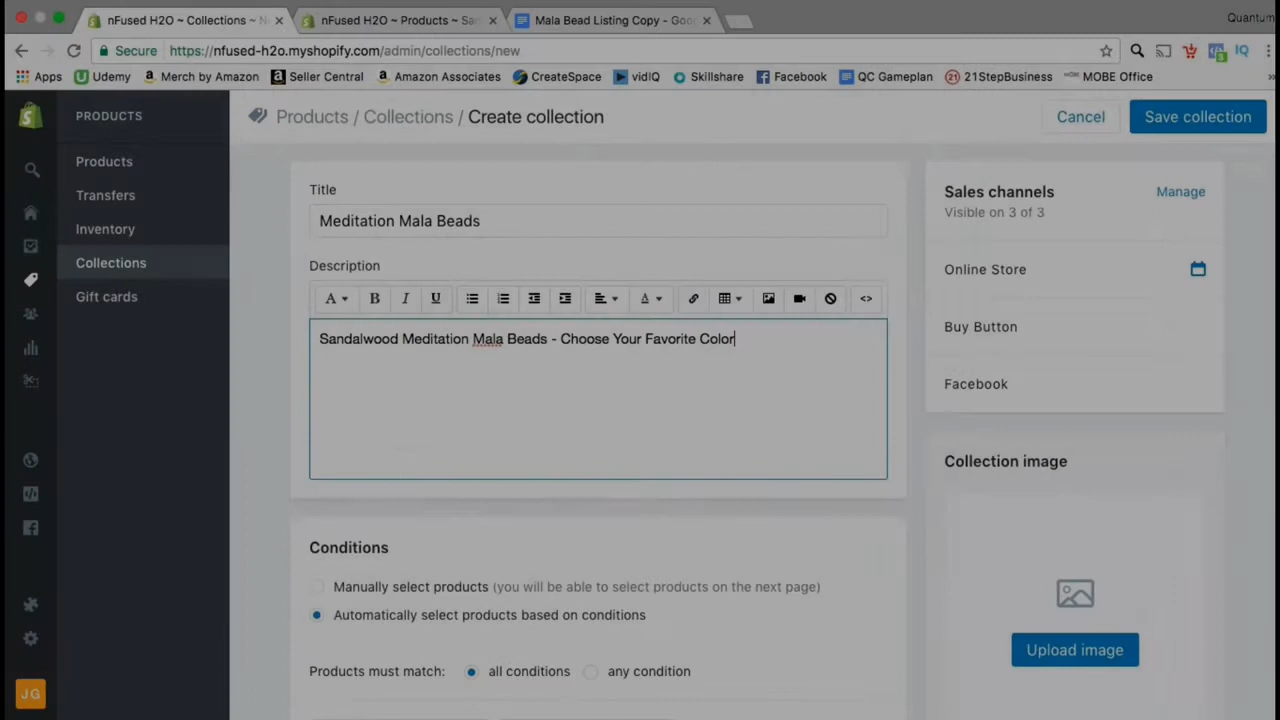 nFused H2O ~ Collections ~ N
nFused H2O ~ Products ~ San
Mala Bead Listing Copy - Goo
Quantum
Secure
https://nfused-h2o.myshopify.com/admin/collections/new
IQ
Apps
Udemy
Merch by Amazon
Seller Central
Amazon Associates
CreateSpace
vidIQ
Skillshare
Facebook
QC Gameplan
21 21StepBusiness
MOBE Office
PRODUCTS
Products
Transfers
Inventory
Collections
Gift cards
JG
Products / Collections / Create collection
Cancel
Save collection
Title
Meditation Mala Beads
Description
A B I U A <>
Sandalwood Meditation Mala Beads - Choose Your Favorite Color
Conditions
Manually select products (you will be able to select products on the next page)
Automatically select products based on conditions
Products must match: all conditions any condition
Sales channels
Manage
Visible on 3 of 3
Online Store
Buy Button
Facebook
Collection image
Upload image